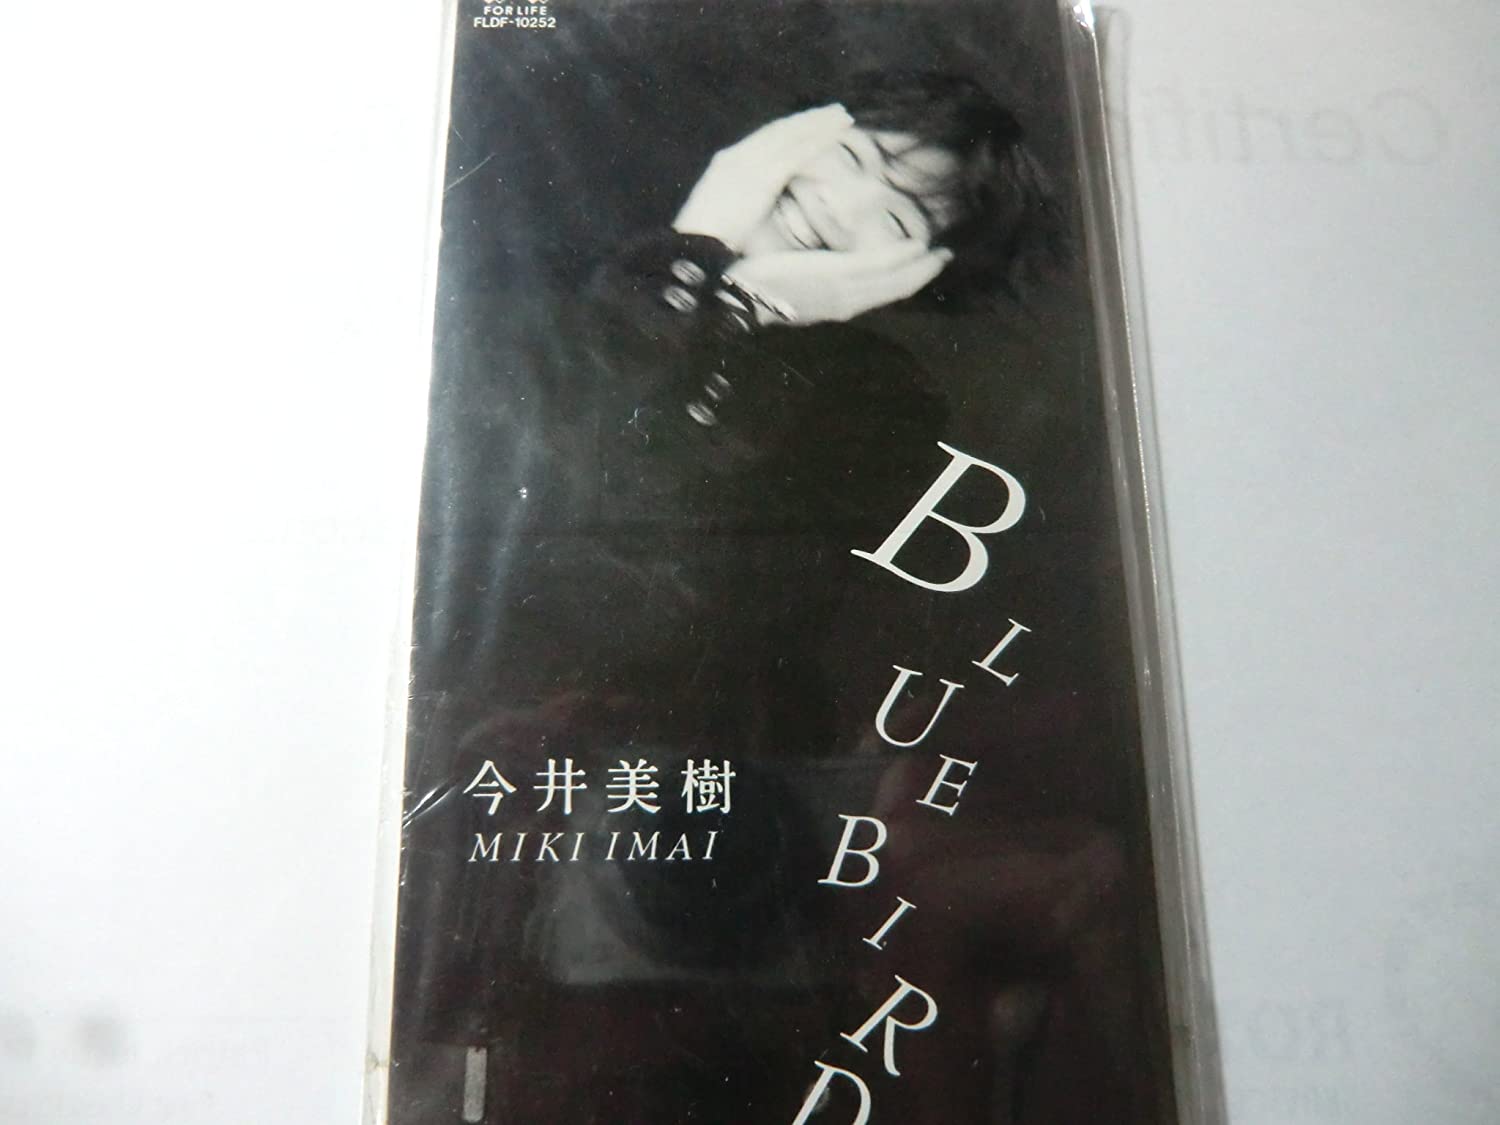 FOR LIFE
FLDF-10252
BLUE BIRD
今井美樹
MIKI IMAI